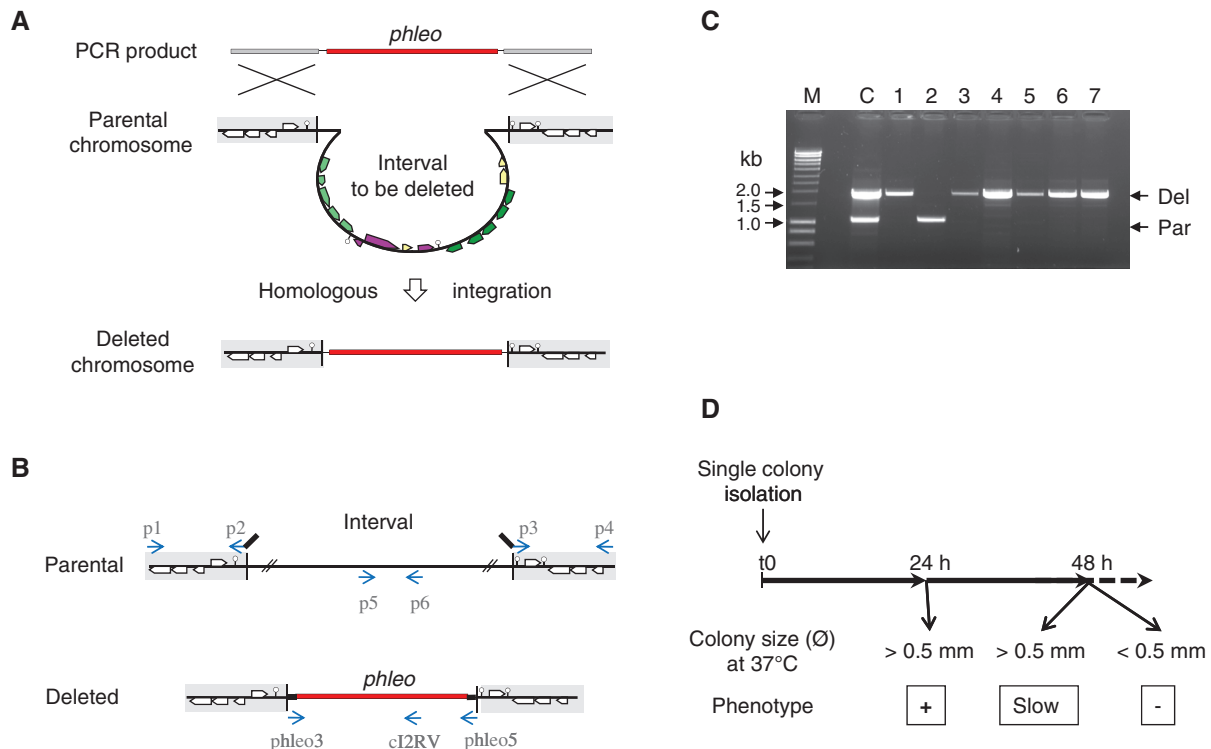 A
phleo
PCR product
Parental
chromosome
Interval
to be deleted
Homologous integration
Deleted
chromosome
B
p1 p2 Interval p3 p4
Parental
p5 p6
phleo
Deleted
phleo3 cI2RV phleo5
C
M C 1 2 3 4 5 6 7
kb
2.0
1.5
1.0
Del
Par
D
Single colony
isolation
t0 24 h 48 h
Colony size (Ø)
at 37°C
> 0.5 mm > 0.5 mm < 0.5 mm
Phenotype + Slow -